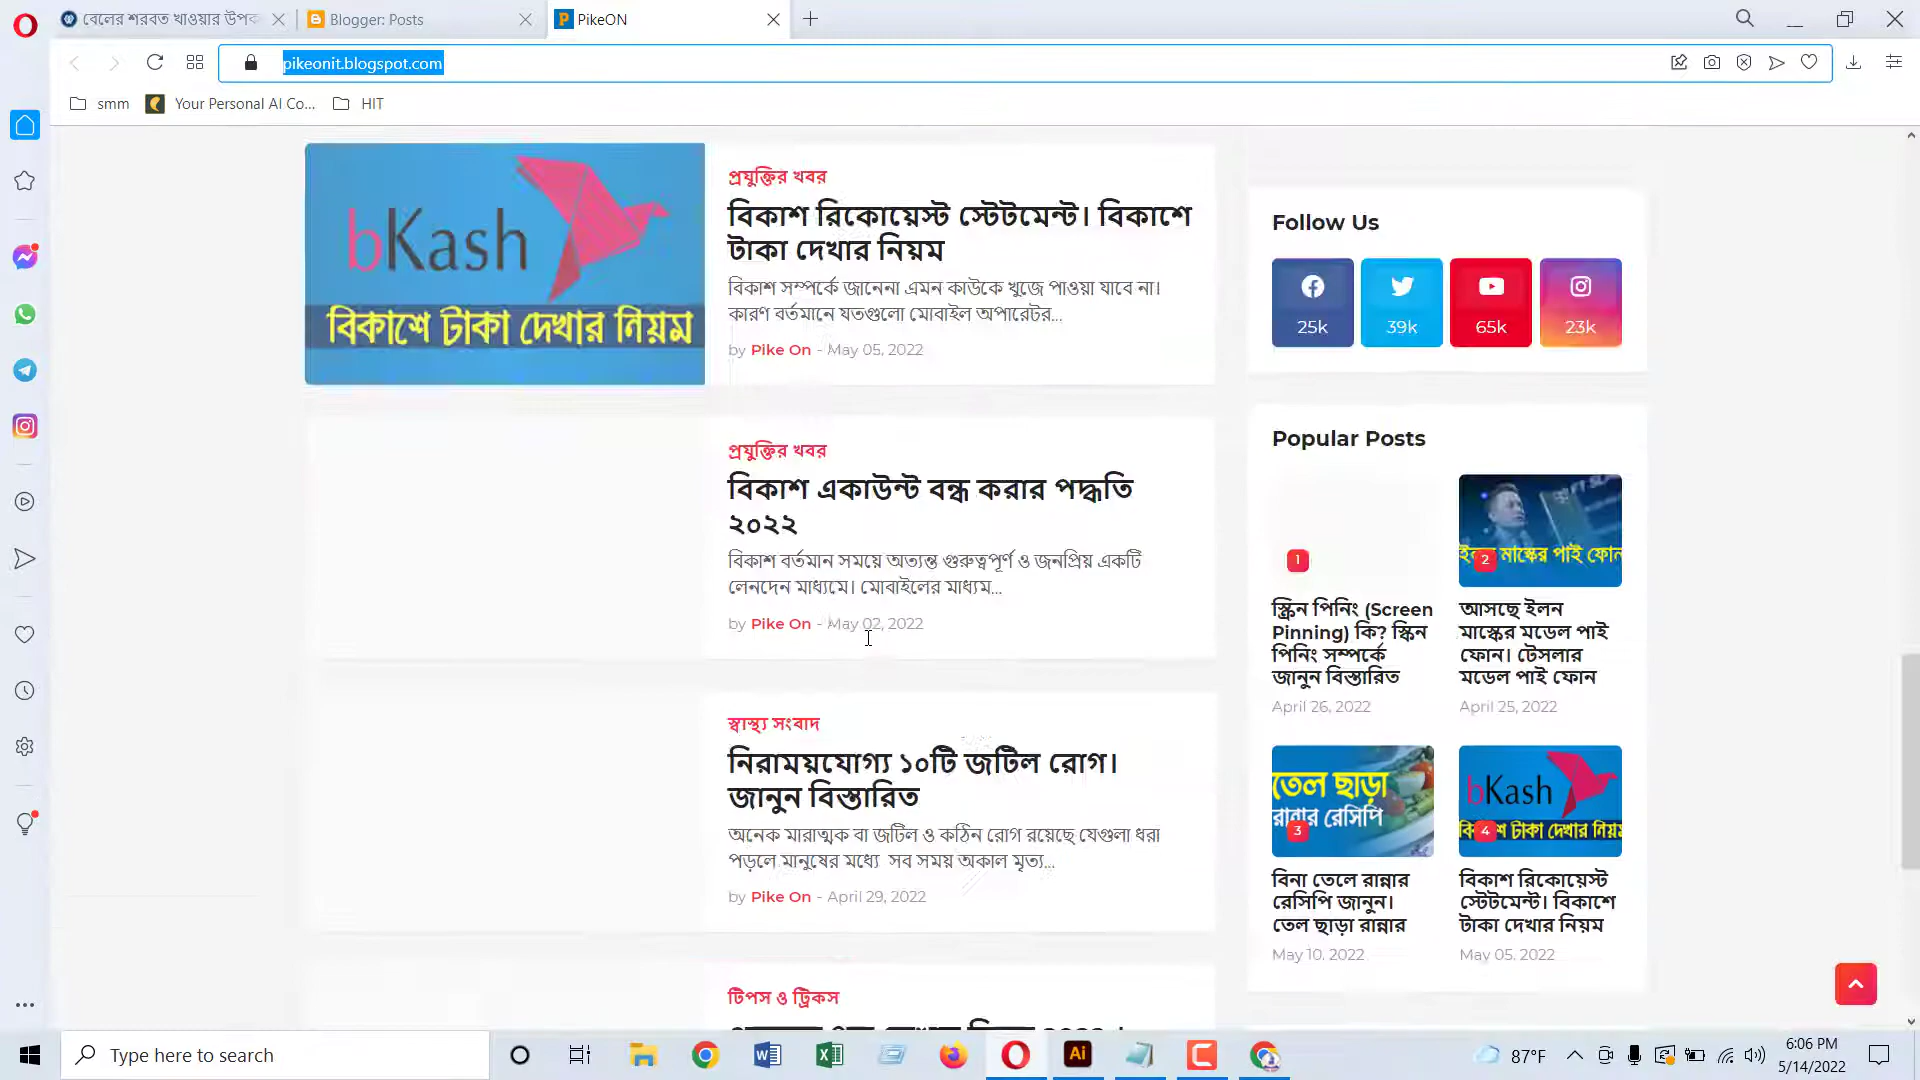 বেলের শরবত খাওয়ার উপক
Blogger: Posts
PikeON
pikeonit.blogspot.com
smm
Your Personal AI Co...
HIT
bKash
বিকাশে টাকা দেখার নিয়ম
প্রযুক্তির খবর
বিকাশ রিকোয়েস্ট স্টেটমেন্ট। বিকাশে
টাকা দেখার নিয়ম
বিকাশ সম্পর্কে জানেনা এমন কাউকে খুজে পাওয়া যাবে না।
কারণ বর্তমানে যতগুলো মোবাইল অপারেটর...
by Pike On - May 05, 2022
প্রযুক্তির খবর
বিকাশ একাউন্ট বন্ধ করার পদ্ধতি
২০২২
বিকাশ বর্তমান সময়ে অত্যন্ত গুরুত্বপূর্ণ ও জনপ্রিয় একটি
লেনদেন মাধ্যমে। মোবাইলের মাধ্যম...
by Pike On - May 02, 2022
স্বাস্থ্য সংবাদ
নিরাময়যোগ্য ১০টি জটিল রোগ।
জানুন বিস্তারিত
অনেক মারাত্মক বা জটিল ও কঠিন রোগ রয়েছে যেগুলা ধরা
পড়লে মানুষের মধ্যে সব সময় অকাল মৃত্য...
by Pike On - April 29, 2022
টিপস ও ট্রিকস
Follow Us
25k
39k
65k
23k
Popular Posts
1
স্ক্রিন পিনিং (Screen
Pinning) কি? স্কিন
পিনিং সম্পর্কে
জানুন বিস্তারিত
April 26, 2022
ইলন মাস্কের পাই ফোন
2
আসছে ইলন
মাস্কের মডেল পাই
ফোন। টেসলার
মডেল পাই ফোন
April 25, 2022
তেল ছাড়া
রান্নার রেসিপি
3
বিনা তেলে রান্নার
রেসিপি জানুন।
তেল ছাড়া রান্নার
May 10, 2022
bKash
টাকা দেখার
4
বিকাশ রিকোয়েস্ট
স্টেটমেন্ট। বিকাশে
টাকা দেখার নিয়ম
May 05, 2022
Type here to search
87°F
6:06 PM
5/14/2022